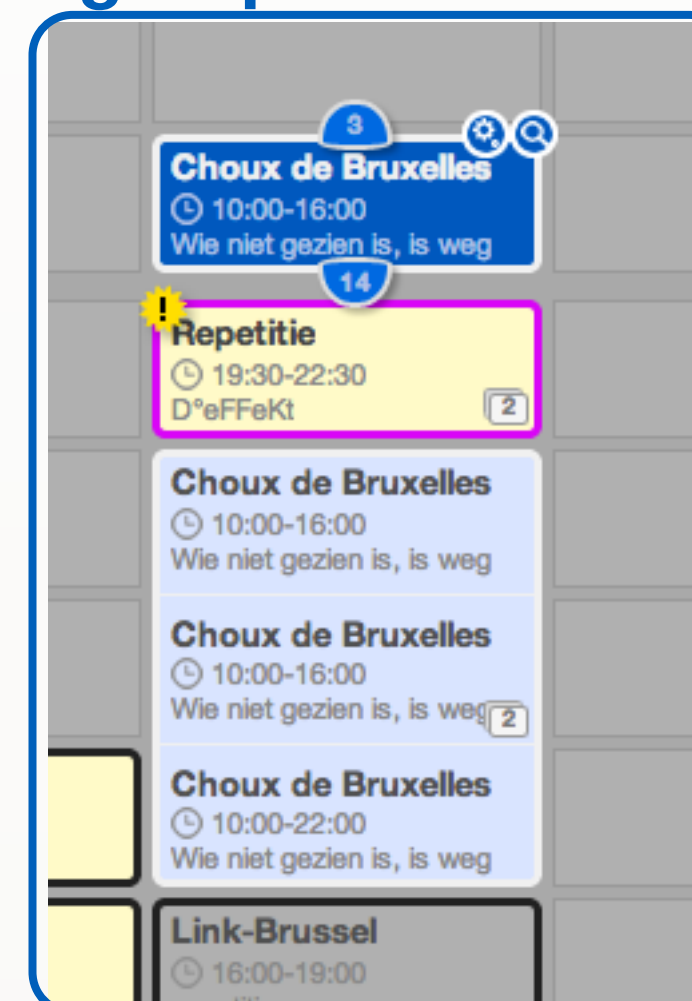 3
Choux de Bruxelles
10:00-16:00
Wie niet gezien is, is weg
14
!
Repetitie
19:30-22:30
D°eFFeKt
2
Choux de Bruxelles
10:00-16:00
Wie niet gezien is, is weg
Choux de Bruxelles
10:00-16:00
Wie niet gezien is, is weg
2
Choux de Bruxelles
10:00-22:00
Wie niet gezien is, is weg
Link-Brussel
16:00-19:00